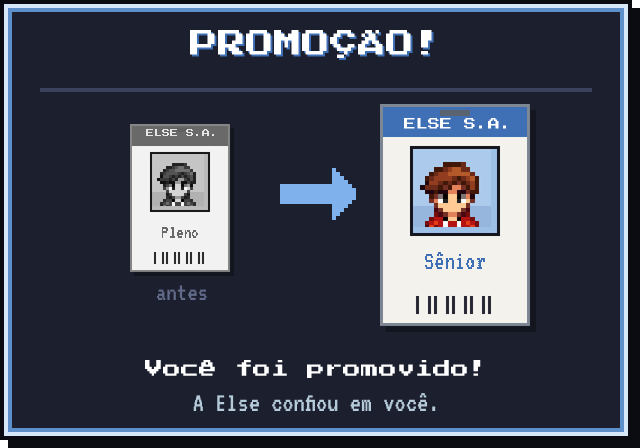 PROMOÇÃO!
ELSE S.A.
Pleno
antes
ELSE S.A.
Sênior
Você foi promovido!
A Else confiou em você.